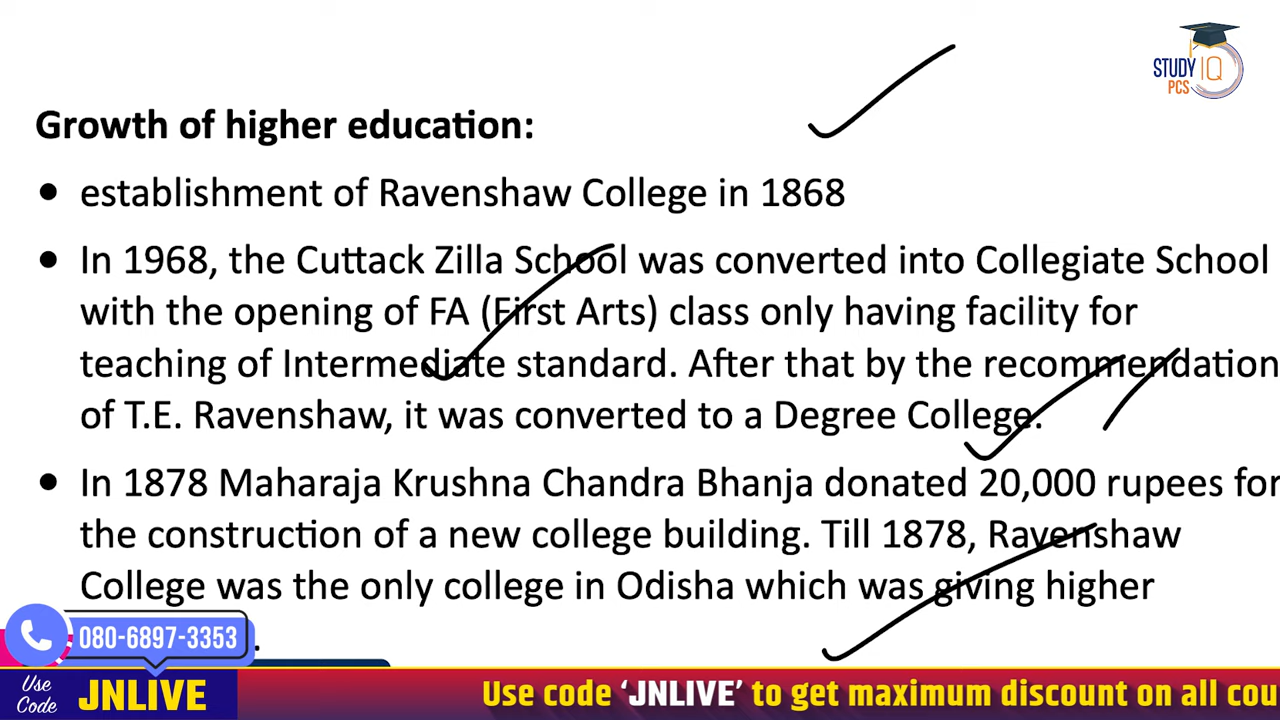 STUDY IQ
PCS
Growth of higher education:
• establishment of Ravenshaw College in 1868
• In 1968, the Cuttack Zilla School was converted into Collegiate School
with the opening of FA (First Arts) class only having facility for
teaching of Intermediate standard. After that by the recommendation
of T.E. Ravenshaw, it was converted to a Degree College.
• In 1878 Maharaja Krushna Chandra Bhanja donated 20,000 rupees for
the construction of a new college building. Till 1878, Ravenshaw
College was the only college in Odisha which was giving higher
080-6897-3353
.
Use
Code
JNLIVE
Use code ‘JNLIVE’ to get maximum discount on all cou